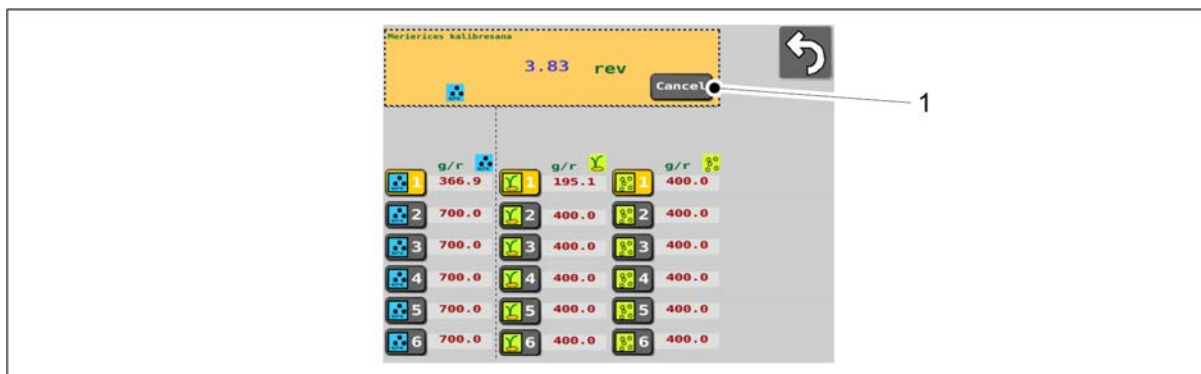 Merierices kalibresana
3.83 rev
Cancel
1
g/r g/r g/r
1 366.9 1 195.1 1 400.0
2 700.0 2 400.0 2 400.0
3 700.0 3 400.0 3 400.0
4 700.0 4 400.0 4 400.0
5 700.0 5 400.0 5 400.0
6 700.0 6 400.0 6 400.0